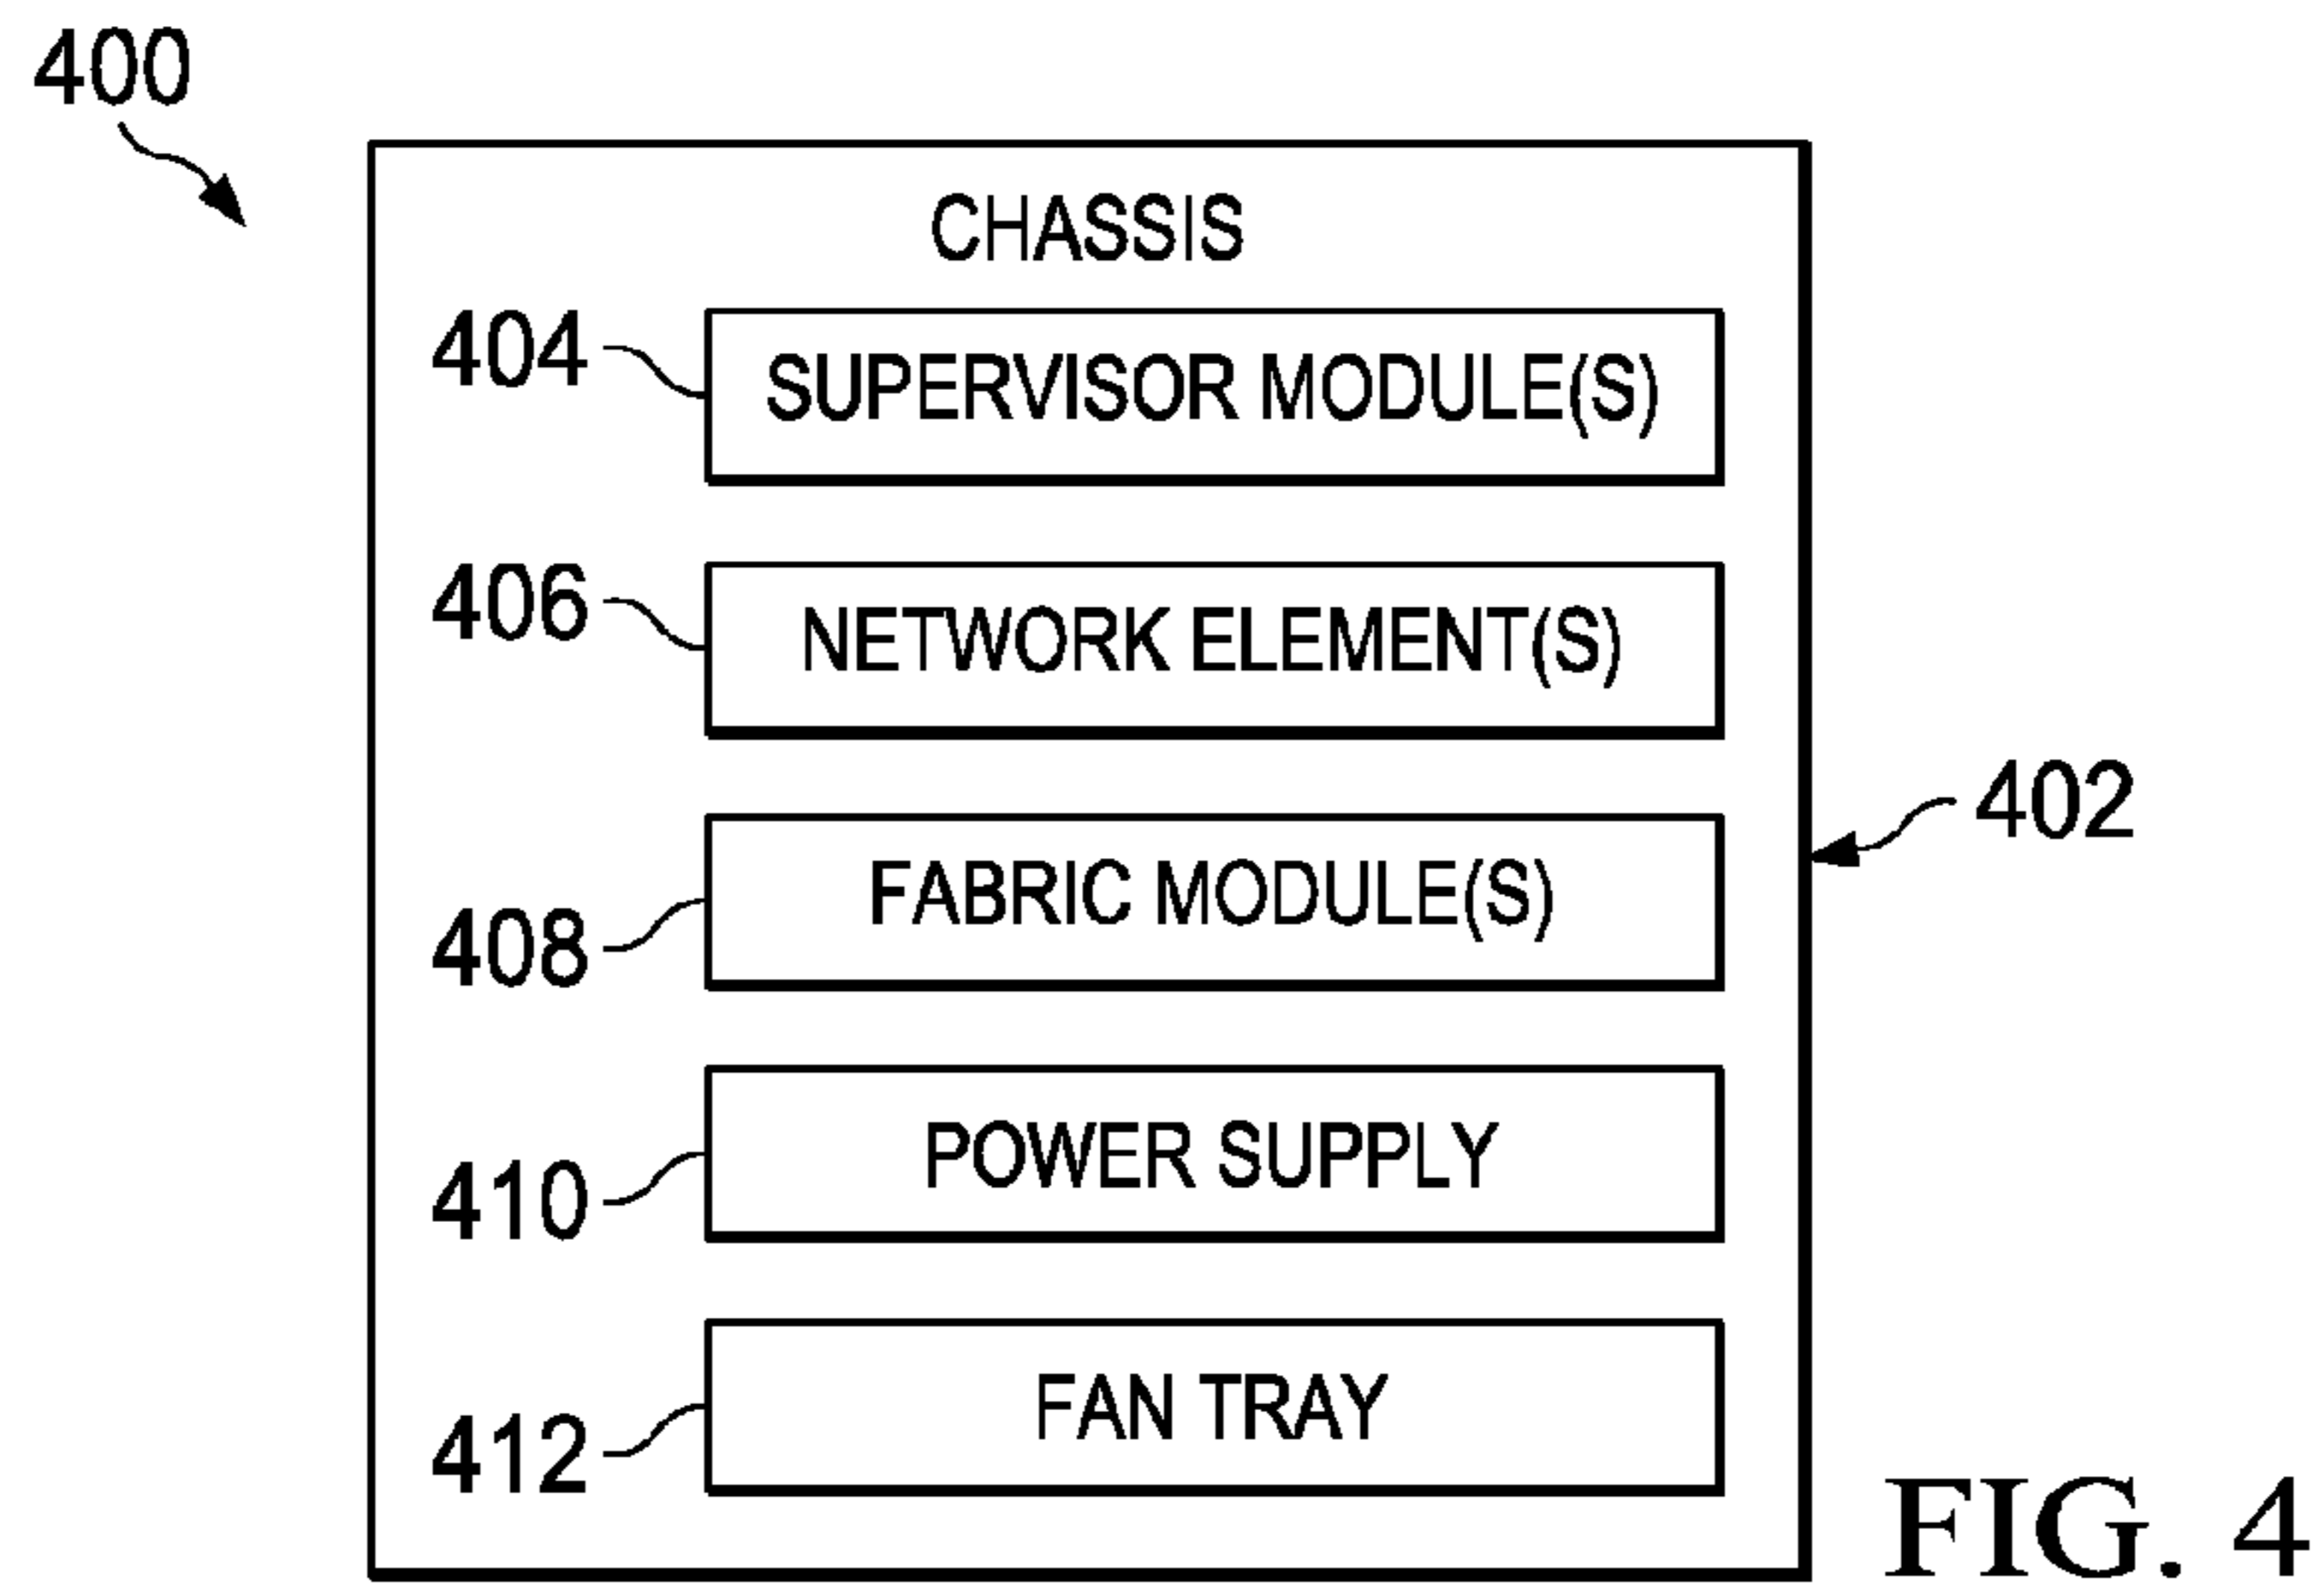 400
CHASSIS
404
SUPERVISOR MODULE(S)
406
NETWORK ELEMENT(S)
402
408
FABRIC MODULE(S)
410
POWER SUPPLY
412
FAN TRAY
FIG. 4